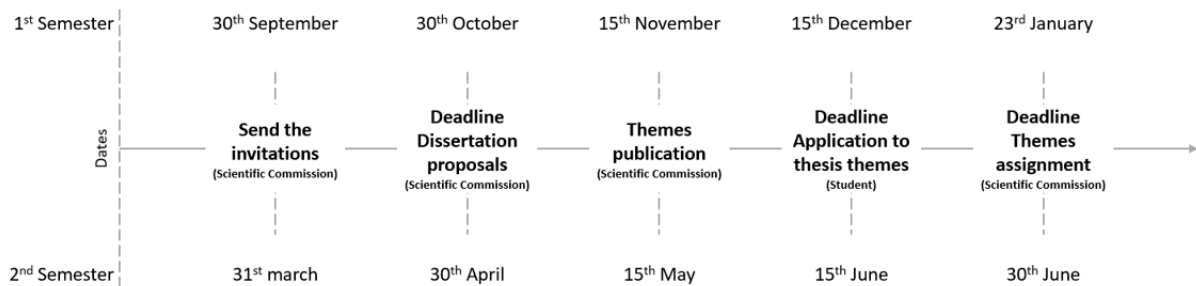 1st Semester 30th September 30th October 15th November 15th December 23rd January
Dates
Send the
invitations
(Scientific Commission)
Deadline
Dissertation
proposals
(Scientific Commission)
Themes
publication
(Scientific Commission)
Deadline
Application to
thesis themes
(Student)
Deadline
Themes
assignment
(Scientific Commission)
2nd Semester 31st march 30th April 15th May 15th June 30th June